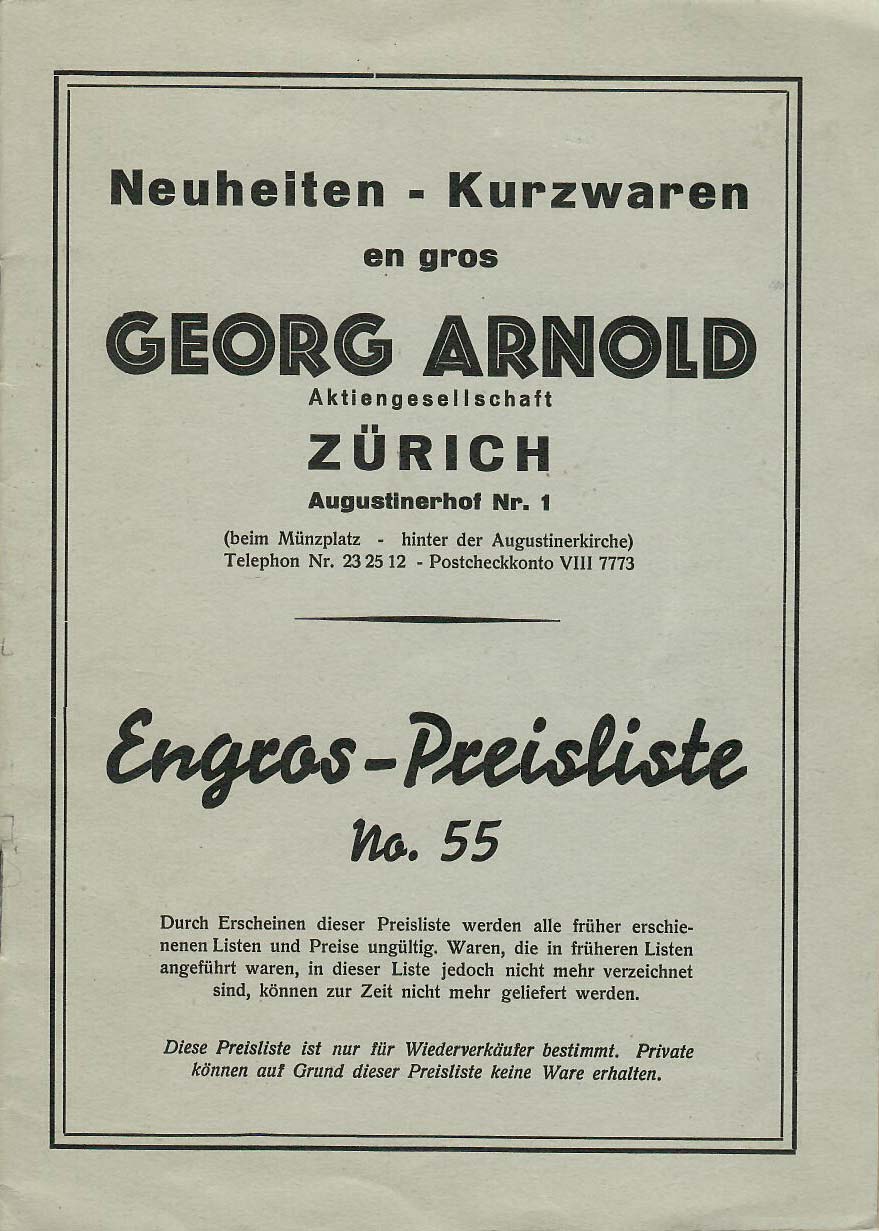 Neuheiten - Kurzwaren
en gros
GEORG ARNOLD
Aktiengesellschaft
ZÜRICH
Augustinerhof Nr. 1
(beim Münzplatz - hinter der Augustinerkirche)
Telephon Nr. 23 25 12 - Postcheckkonto VIII 7773
Engros-Preisliste
No. 55
Durch Erscheinen dieser Preisliste werden alle früher erschie-
nenen Listen und Preise ungültig. Waren, die in früheren Listen
angeführt waren, in dieser Liste jedoch nicht mehr verzeichnet
sind, können zur Zeit nicht mehr geliefert werden.
Diese Preisliste ist nur für Wiederverkäufer bestimmt. Private
können auf Grund dieser Preisliste keine Ware erhalten.